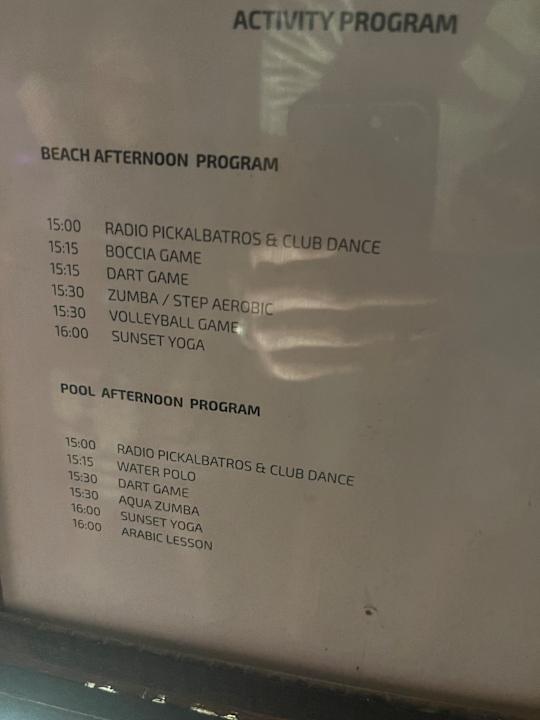 ACTIVITY PROGRAM
BEACH AFTERNOON PROGRAM
15:00 RADIO PICKALBATROS & CLUB DANCE
15:15 BOCCIA GAME
15:15 DART GAME
15:30 ZUMBA / STEP AEROBIC
15:30 VOLLEYBALL GAME
16:00 SUNSET YOGA
POOL AFTERNOON PROGRAM
15:00 RADIO PICKALBATROS & CLUB DANCE
15:15 WATER POLO
15:30 DART GAME
15:30 AQUA ZUMBA
16:00 SUNSET YOGA
16:00 ARABIC LESSON